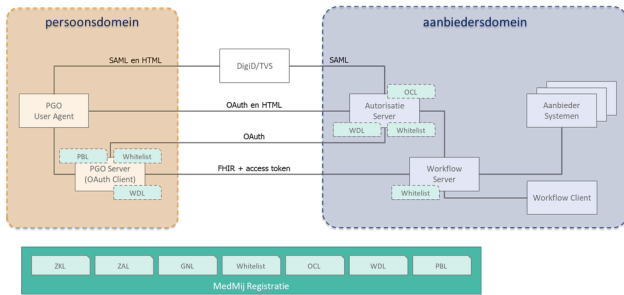 persoonsdomein
aanbiedersdomein
SAML en HTML
DigiD/TVS
SAML
OCL
PGO
User Agent
OAuth en HTML
Autorisatie
Server
Aanbieder
Systemen
WDL
Whitelist
OAuth
PBL
Whitelist
PGO Server
(OAuth Client)
WDL
FHIR + access token
Workflow
Server
Whitelist
Workflow Client
ZKL
ZAL
GNL
Whitelist
OCL
WDL
PBL
MedMij Registratie